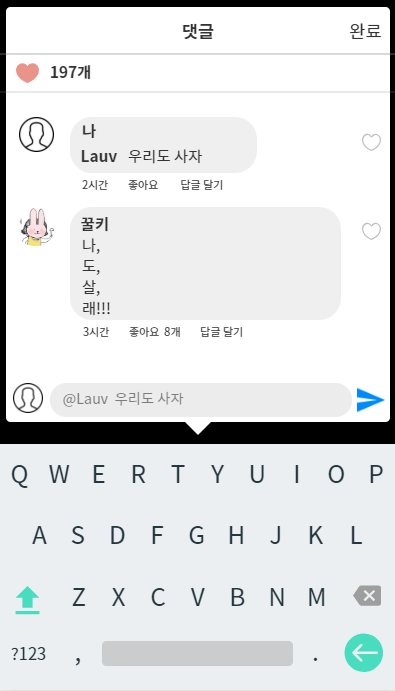 댓글 완료
197개
나
Lauv 우리도 사자
2시간 좋아요 답글 달기
꿀키
나,
도,
살,
래!!!
3시간 좋아요 8개 답글 달기
@Lauv 우리도 사자
Q W E R T Y U I O P
A S D F G H J K L
Z X C V B N M
?123 , .